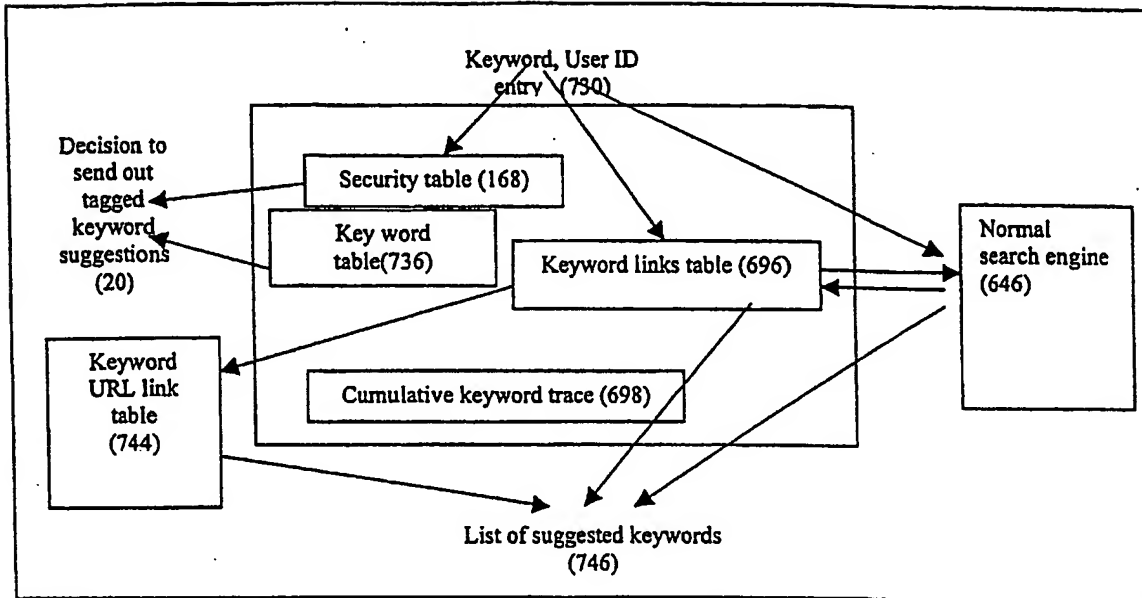 Keyword, User ID
entry (730)
Decision to
send out
tagged
keyword
suggestions
(20)
Security table (168)
Key word
table(736)
Keyword links table (696)
Normal
search engine
(646)
Keyword
URL link
table
(744)
Cumulative keyword trace (698)
List of suggested keywords
(746)